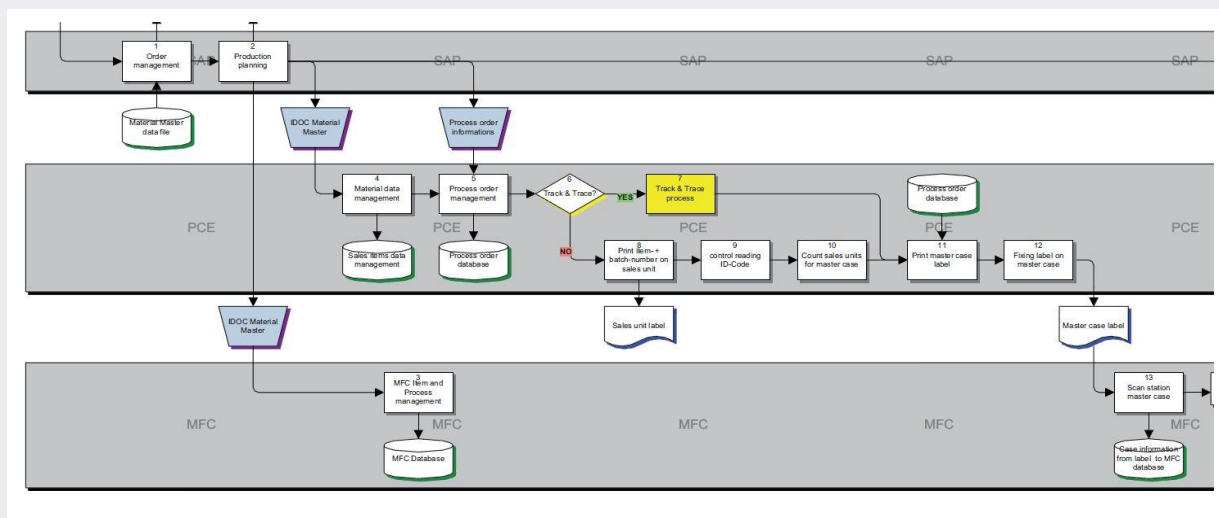 1
Order
management
2
Production
planning
SAP
SAP
SAP
SAP
SAP
Material Master
data file
IDOC Material
Master
Process order
informations
4
Material data
management
5
Process order
management
6
Track & Trace?
YES
7
Track & Trace
process
Process order
database
PCE
PCE
PCE
PCE
PCE
Sales items data
management
Process order
database
NO
8
Print item- +
batch-number on
sales unit
9
control reading
ID-Code
10
Count sales units
for master case
11
Print master case
label
12
Fixing label on
master case
IDOC Material
Master
Sales unit label
Master case label
3
MFC Item and
Process
management
13
Scan station
master case
MFC
MFC
MFC
MFC
MFC
MFC Database
Case information
from label to MFC
database